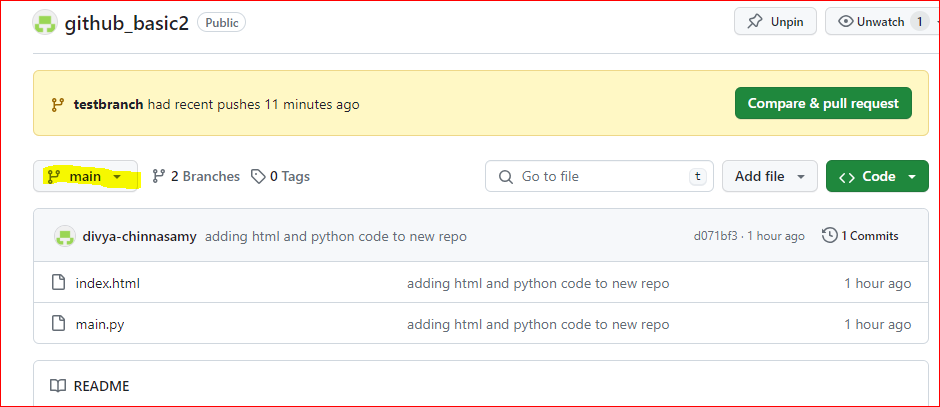 github_basic2 Public Unpin Unwatch 1
testbranch had recent pushes 11 minutes ago Compare & pull request
main 2 Branches 0 Tags Go to file t Add file Code
divya-chinnasamy adding html and python code to new repo d071bf3 · 1 hour ago 1 Commits
index.html adding html and python code to new repo 1 hour ago
main.py adding html and python code to new repo 1 hour ago
README